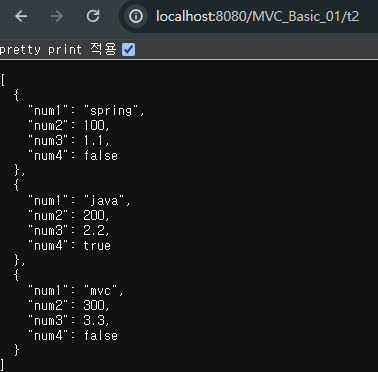 localhost:8080/MVC_Basic_01/t2
pretty print 적용
[
  {
    "num1": "spring",
    "num2": 100,
    "num3": 1.1,
    "num4": false
  },
  {
    "num1": "java",
    "num2": 200,
    "num3": 2.2,
    "num4": true
  },
  {
    "num1": "mvc",
    "num2": 300,
    "num3": 3.3,
    "num4": false
  }
]